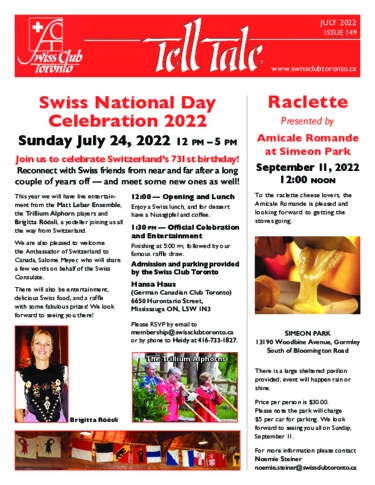 Swiss Club
Toronto
Tell Tale
JULY 2022
ISSUE 149
www.swissclubtoronto.ca
Swiss National Day
Celebration 2022
Sunday July 24, 2022 12 PM – 5 PM
Join us to celebrate Switzerland's 731st birthday!
Reconnect with Swiss friends from near and far after a long
couple of years off — and meet some new ones as well!
This year we will have live entertain-
ment from the Matt Lebar Ensemble,
the Trillium Alphorn players and
Brigitta Röösli, a yodeller joining us all
the way from Switzerland.
We are also pleased to welcome
the Ambassador of Switzerland to
Canada, Salome Meyer, who will share
a few words on behalf of the Swiss
Consulate.
There will also be entertainment,
delicious Swiss food, and a raffle
with some fabulous prizes! We look
forward to seeing you there!
Brigitta Röösli
12:00 — Opening and Lunch
Enjoy a Swiss lunch, and for dessert
have a Nussgipfel and coffee.
1:30 PM — Official Celebration
and Entertainment
Finishing at 5:00 PM, followed by our
famous raffle draw.
Admission and parking provided
by the Swiss Club Toronto
Hansa Haus
(German Canadian Club Toronto)
6650 Hurontario Street,
Mississauga ON, L5W 1N3
Please RSVP by email to
membership@swissclubtoronto.ca
or by phone to Heidy at 416-733-1827.
The Trillium Alphorns
Raclette
Presented by
Amicale Romande
at Simeon Park
September 11, 2022
12:00 NOON
To the raclette cheese lovers, the
Amicale Romande is pleased and
looking forward to getting the
stoves going.
SIMEON PARK
13190 Woodbine Avenue, Gormley
South of Bloomington Road
There is a large sheltered pavilion
provided; event will happen rain or
shine.
Price per person is $30.00.
Please note the park will charge
$5 per car for parking. We look
forward to seeing you all on Sunday,
September 11.
For more information please contact
Noemie Steiner
noemie.steiner@swissclubtoronto.ca